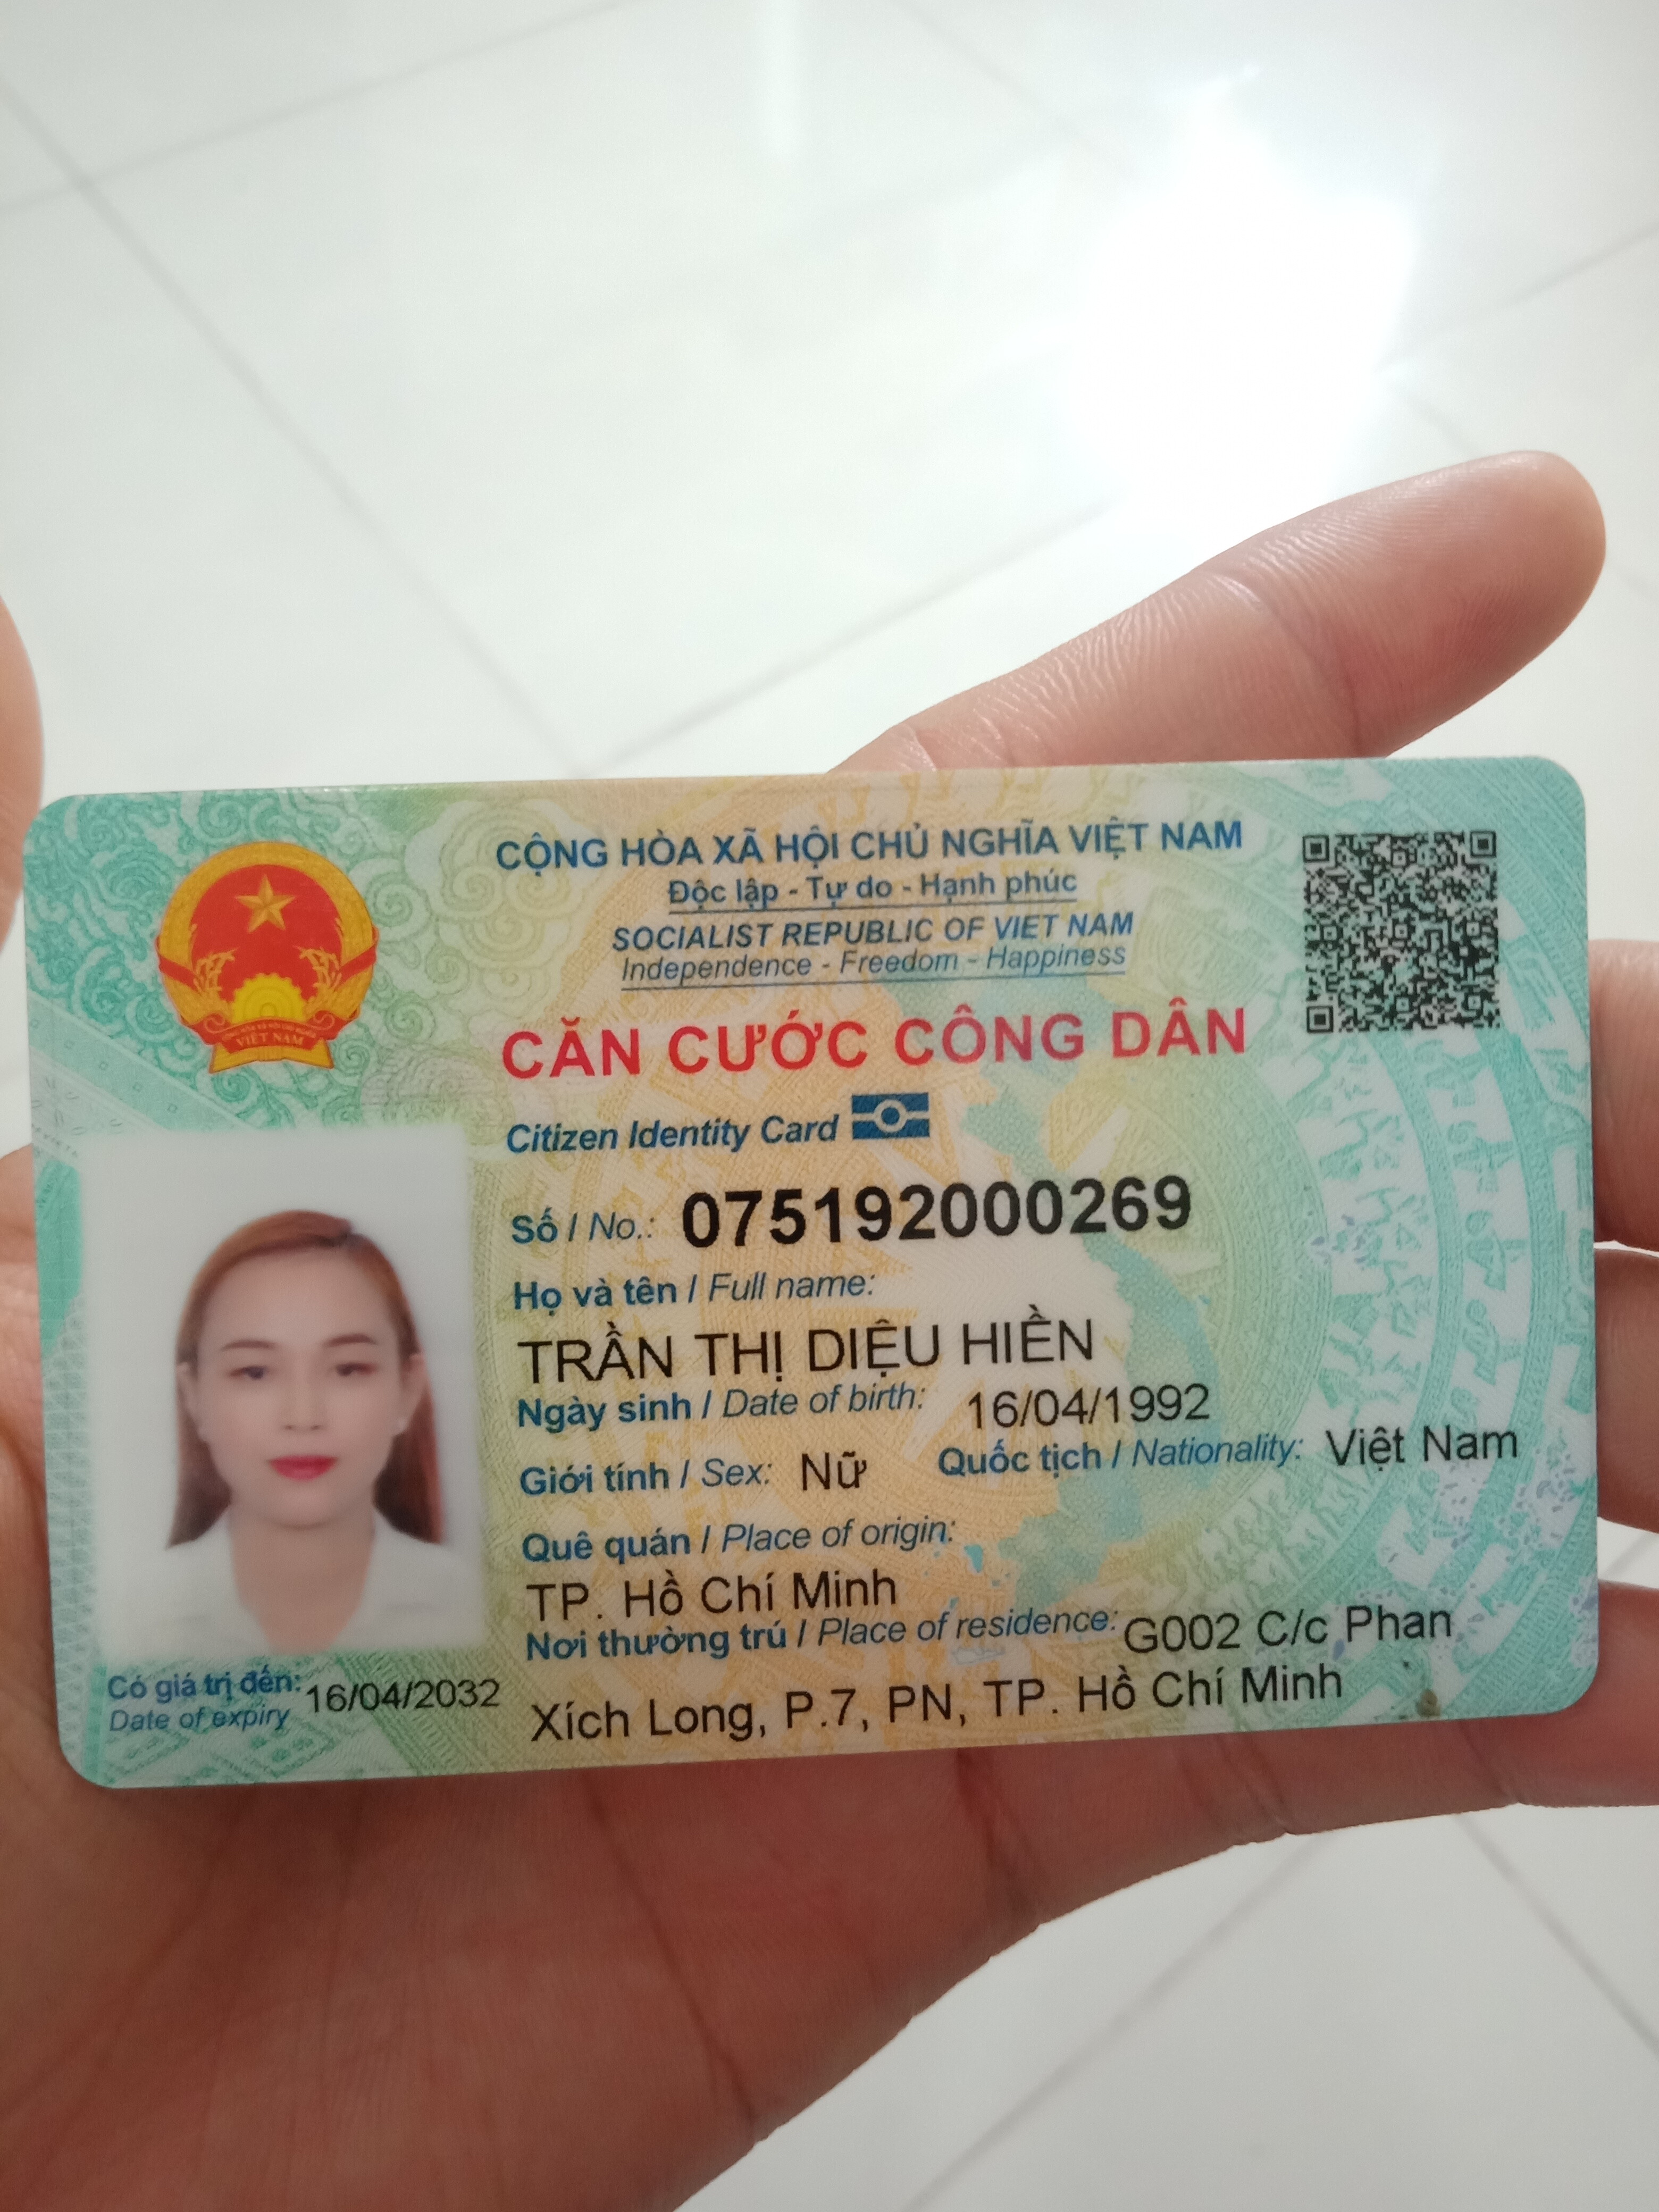 CỘNG HÒA XÃ HỘI CHỦ NGHĨA VIỆT NAM
Độc lập - Tự do - Hạnh phúc
SOCIALIST REPUBLIC OF VIET NAM
Independence - Freedom - Happiness
CĂN CƯỚC CÔNG DÂN
Citizen Identity Card
Số / No.: 075192000269
Họ và tên / Full name:
TRẦN THỊ DIỆU HIỀN
Ngày sinh / Date of birth: 16/04/1992
Giới tính / Sex: Nữ Quốc tịch / Nationality: Việt Nam
Quê quán / Place of origin:
TP. Hồ Chí Minh
Nơi thường trú / Place of residence: G002 C/c Phan
Xích Long, P.7, PN, TP. Hồ Chí Minh
Có giá trị đến: 16/04/2032
Date of expiry
VIỆT NAM